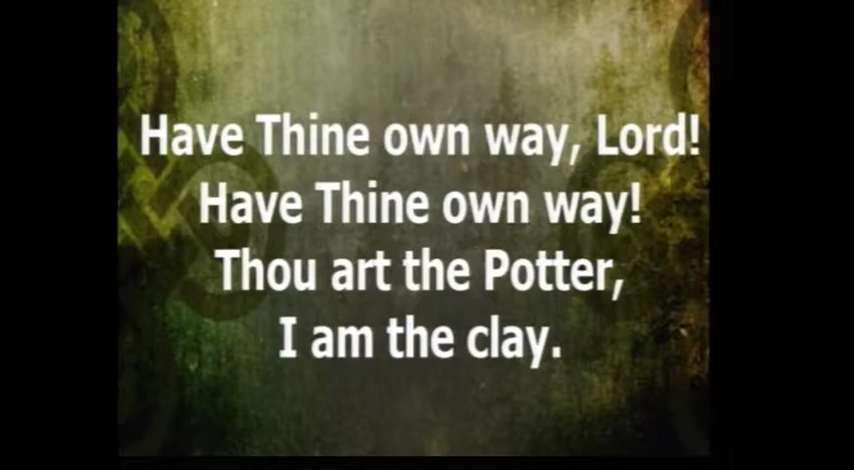 Have Thine own way, Lord!
Have Thine own way!
Thou art the Potter,
I am the clay.